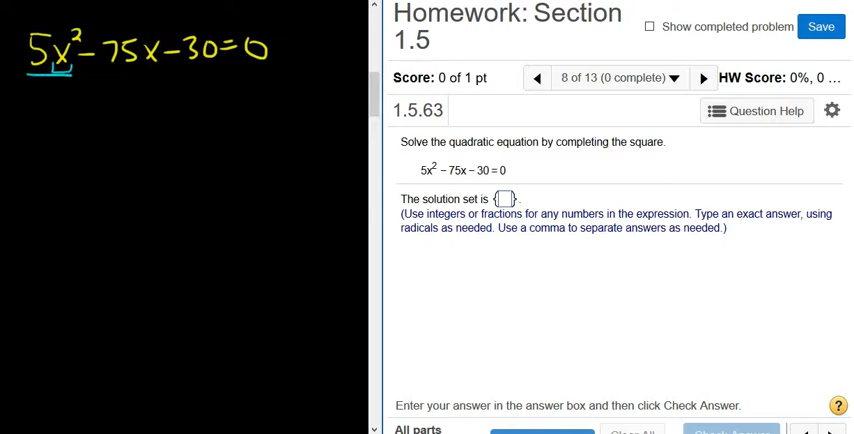 5x² - 75x - 30 = 0
Homework: Section 1.5
Show completed problem
Save
Score: 0 of 1 pt
8 of 13 (0 complete)
HW Score: 0%, 0 ...
1.5.63
Question Help
Solve the quadratic equation by completing the square.
5x² - 75x - 30 = 0
The solution set is { }.
(Use integers or fractions for any numbers in the expression. Type an exact answer, using
radicals as needed. Use a comma to separate answers as needed.)
Enter your answer in the answer box and then click Check Answer.
?
All parts
Clear All
Check Answer